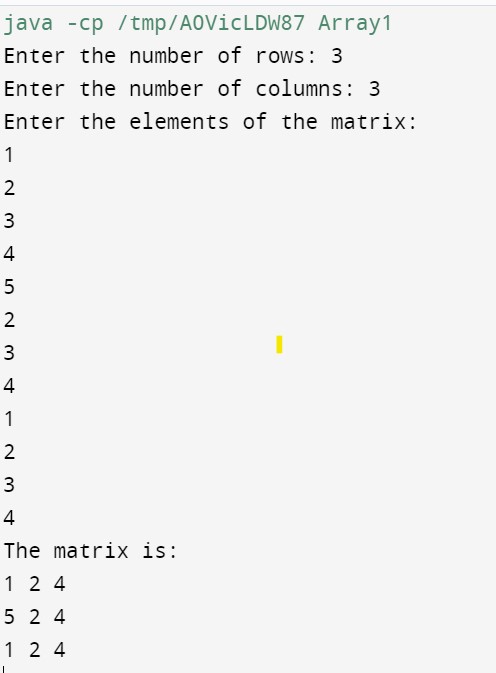 java -cp /tmp/AOVicLDW87 Array1
Enter the number of rows: 3
Enter the number of columns: 3
Enter the elements of the matrix:
1
2
3
4
5
2
3
4
1
2
3
4
The matrix is:
1 2 4
5 2 4
1 2 4